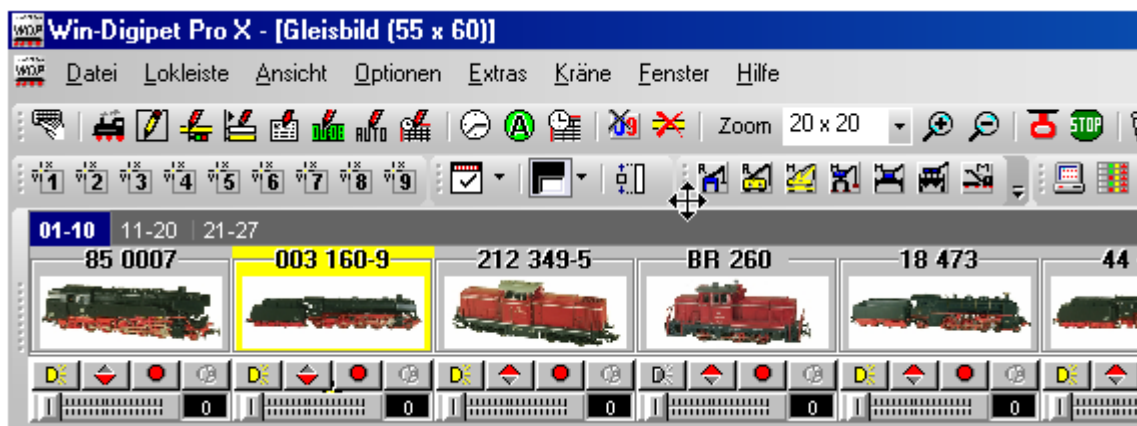 Win-Digipet Pro X - [Gleisbild (55 x 60)]
Datei Lokleiste Ansicht Optionen Extras Kräne Fenster Hilfe
AUTO A Zoom 20 x 20 STOP
1 2 3 4 5 6 7 8 9
01-10 11-20 21-27
85 0007 003 160-9 212 349-5 BR 260 18 473 44
D D D D D D
0 0 0 0 0